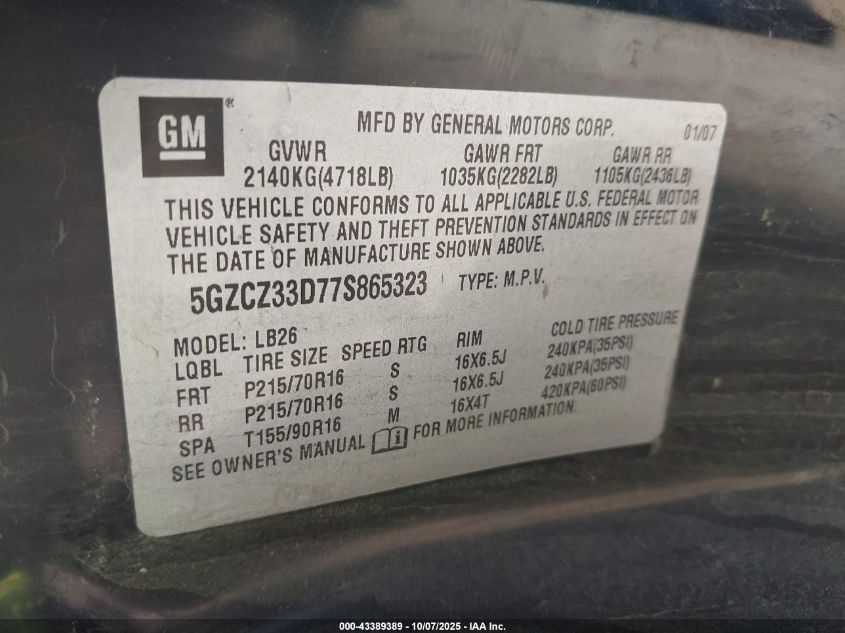 GM®
MFD BY GENERAL MOTORS CORP. 01/07
GVWR GAWR FRT GAWR RR
2140KG(4718LB) 1035KG(2282LB) 1105KG(2436LB)
THIS VEHICLE CONFORMS TO ALL APPLICABLE U.S. FEDERAL MOTOR
VEHICLE SAFETY AND THEFT PREVENTION STANDARDS IN EFFECT ON
THE DATE OF MANUFACTURE SHOWN ABOVE.
5GZCZ33D77S865323 TYPE: M.P.V.
MODEL: LB26
LQBL TIRE SIZE SPEED RTG RIM COLD TIRE PRESSURE
FRT P215/70R16 S 16X6.5J 240KPA(35PSI)
RR P215/70R16 S 16X6.5J 240KPA(35PSI)
SPA T155/90R16 M 16X4T 420KPA(60PSI)
SEE OWNER'S MANUAL i FOR MORE INFORMATION.
000-43389389 - 10/07/2025 - IAA Inc.